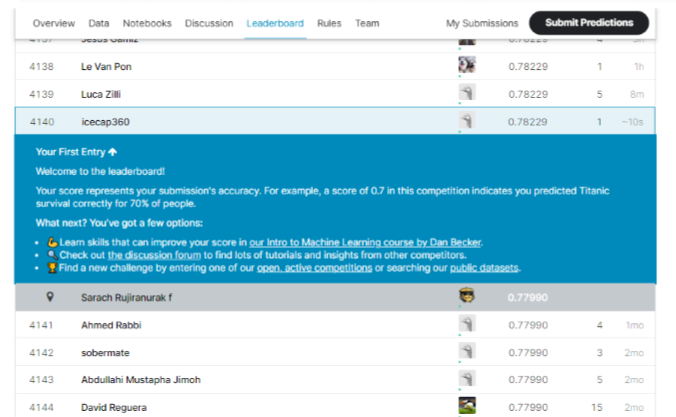 Overview Data Notebooks Discussion Leaderboard Rules Team My Submissions Submit Predictions
4137 Jesus Gamiz 0.78229 4 3h
4138 Le Van Pon 0.78229 1 1h
4139 Luca Zilli 0.78229 5 8m
4140 icecap360 0.78229 1 ~10s
Your First Entry ↑
Welcome to the leaderboard!
Your score represents your submission's accuracy. For example, a score of 0.7 in this competition indicates you predicted Titanic
survival correctly for 70% of people.
What next? You've got a few options:
• 💪 Learn skills that can improve your score in our Intro to Machine Learning course by Dan Becker.
• 🔍 Check out the discussion forum to find lots of tutorials and insights from other competitors.
• 🏆 Find a new challenge by entering one of our open, active competitions or searching our public datasets.
Sarach Rujiranurak f 0.77990
4141 Ahmed Rabbi 0.77990 4 1mo
4142 sobermate 0.77990 3 2mo
4143 Abdullahi Mustapha Jimoh 0.77990 5 2mo
4144 David Reguera 0.77990 15 2mo